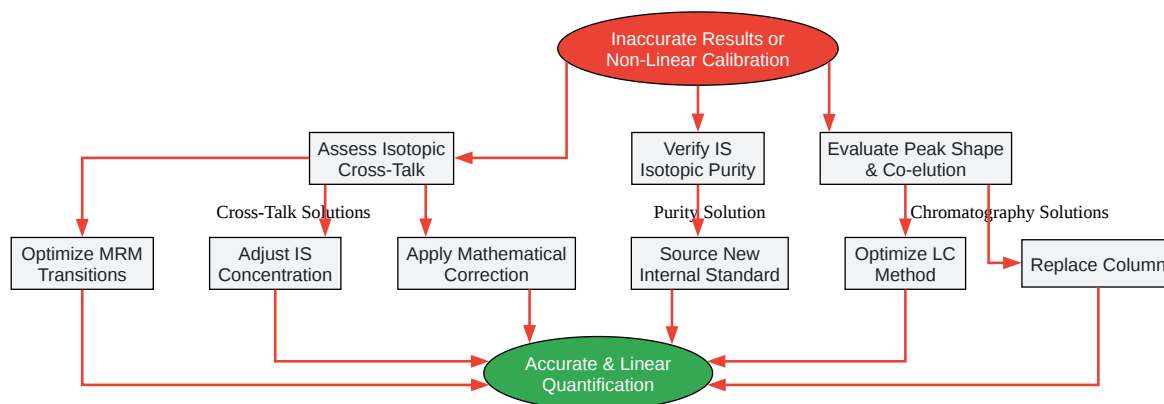 Inaccurate Results or
Non-Linear Calibration
Assess Isotopic
Cross-Talk
Verify IS
Isotopic Purity
Evaluate Peak Shape
& Co-elution
Cross-Talk Solutions
Purity Solution
Chromatography Solutions
Optimize MRM
Transitions
Adjust IS
Concentration
Apply Mathematical
Correction
Source New
Internal Standard
Optimize LC
Method
Replace Column
Accurate & Linear
Quantification